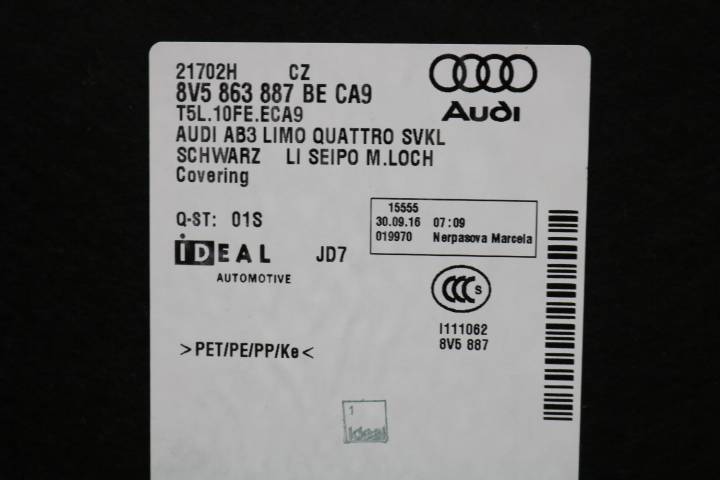 21702H CZ
8V5 863 887 BE CA9
T5L.10FE.ECA9
AUDI AB3 LIMO QUATTRO SVKL
SCHWARZ LI SEIPO M.LOCH
Covering
Audi
Q-ST: 01S
15555
30.09.16 07:09
019970 Nerpasova Marcela
IDEAL JD7
AUTOMOTIVE
CCC S
I111062
8V5 887
>PET/PE/PP/Ke<
1
Ideal